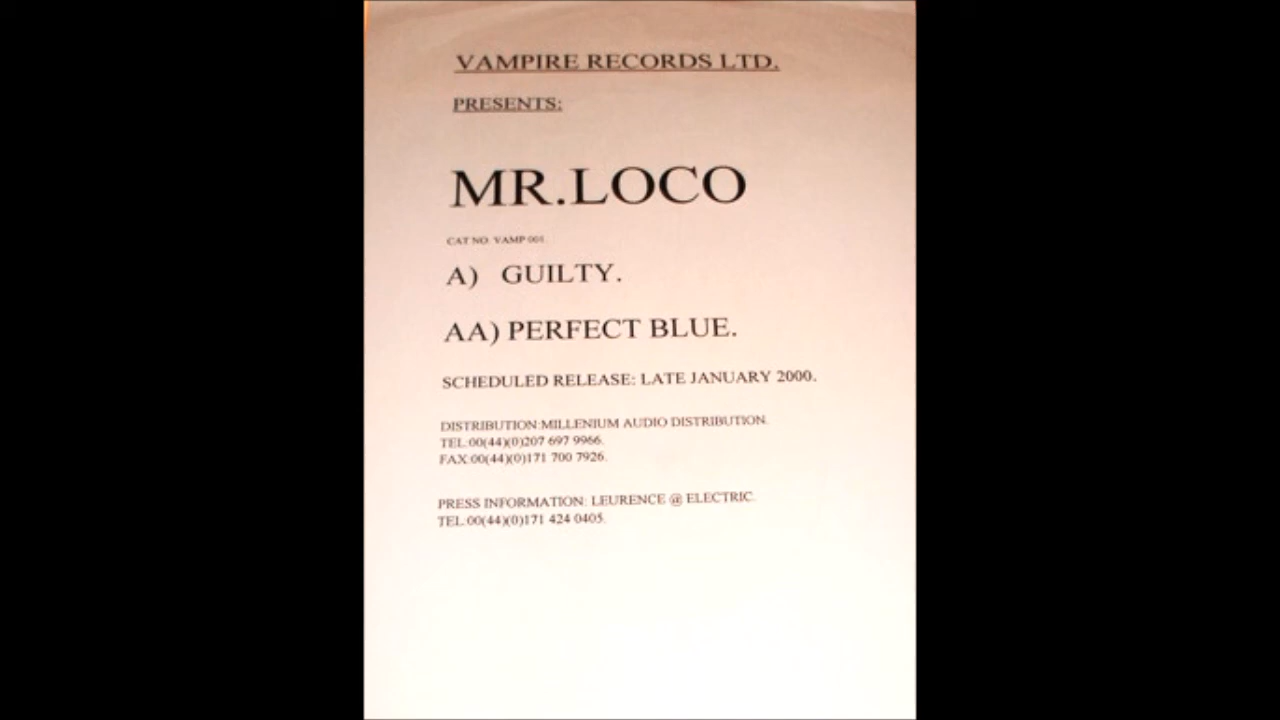 VAMPIRE RECORDS LTD.
PRESENTS:
MR.LOCO
CAT NO. VAMP 001.
A) GUILTY.
AA) PERFECT BLUE.
SCHEDULED RELEASE: LATE JANUARY 2000.
DISTRIBUTION:MILLENIUM AUDIO DISTRIBUTION.
TEL:00(44)(0)207 697 9966.
FAX:00(44)(0)171 700 7926.
PRESS INFORMATION: LEURENCE @ ELECTRIC.
TEL:00(44)(0)171 424 0405.